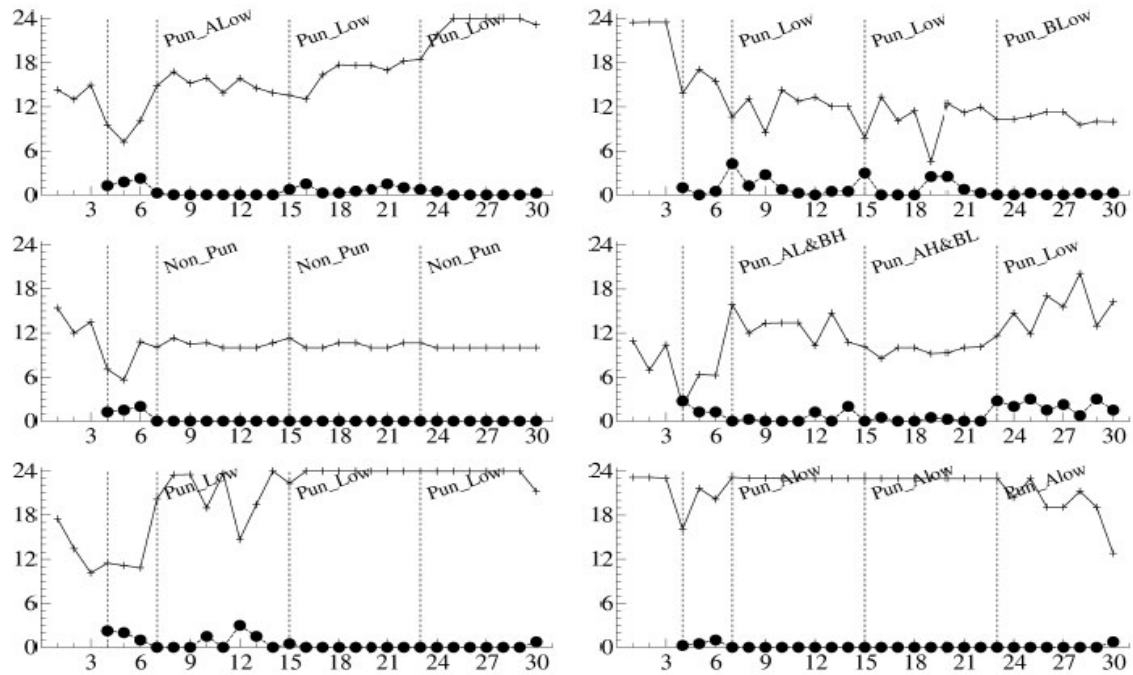 24 18 12 6 0
Pun_ALow Pun_Low Pun_Low
3 6 9 12 15 18 21 24 27 30
24 18 12 6 0
Pun_Low Pun_Low Pun_BLow
3 6 9 12 15 18 21 24 27 30
24 18 12 6 0
Non_Pun Non_Pun Non_Pun
3 6 9 12 15 18 21 24 27 30
24 18 12 6 0
Pun_AL&BH Pun_AH&BL Pun_Low
3 6 9 12 15 18 21 24 27 30
24 18 12 6 0
Pun_Low Pun_Low Pun_Low
3 6 9 12 15 18 21 24 27 30
24 18 12 6 0
Pun_Alow Pun_Alow Pun_Alow
3 6 9 12 15 18 21 24 27 30